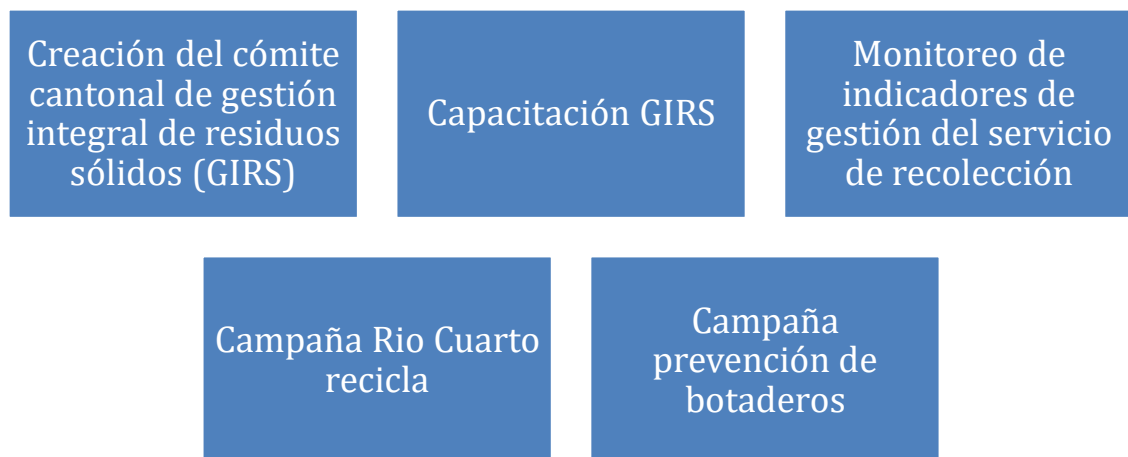 Creación del cómite
cantonal de gestión
integral de residuos
sólidos (GIRS)
Capacitación GIRS
Monitoreo de
indicadores de
gestión del servicio
de recolección
Campaña Rio Cuarto
recicla
Campaña
prevención de
botaderos